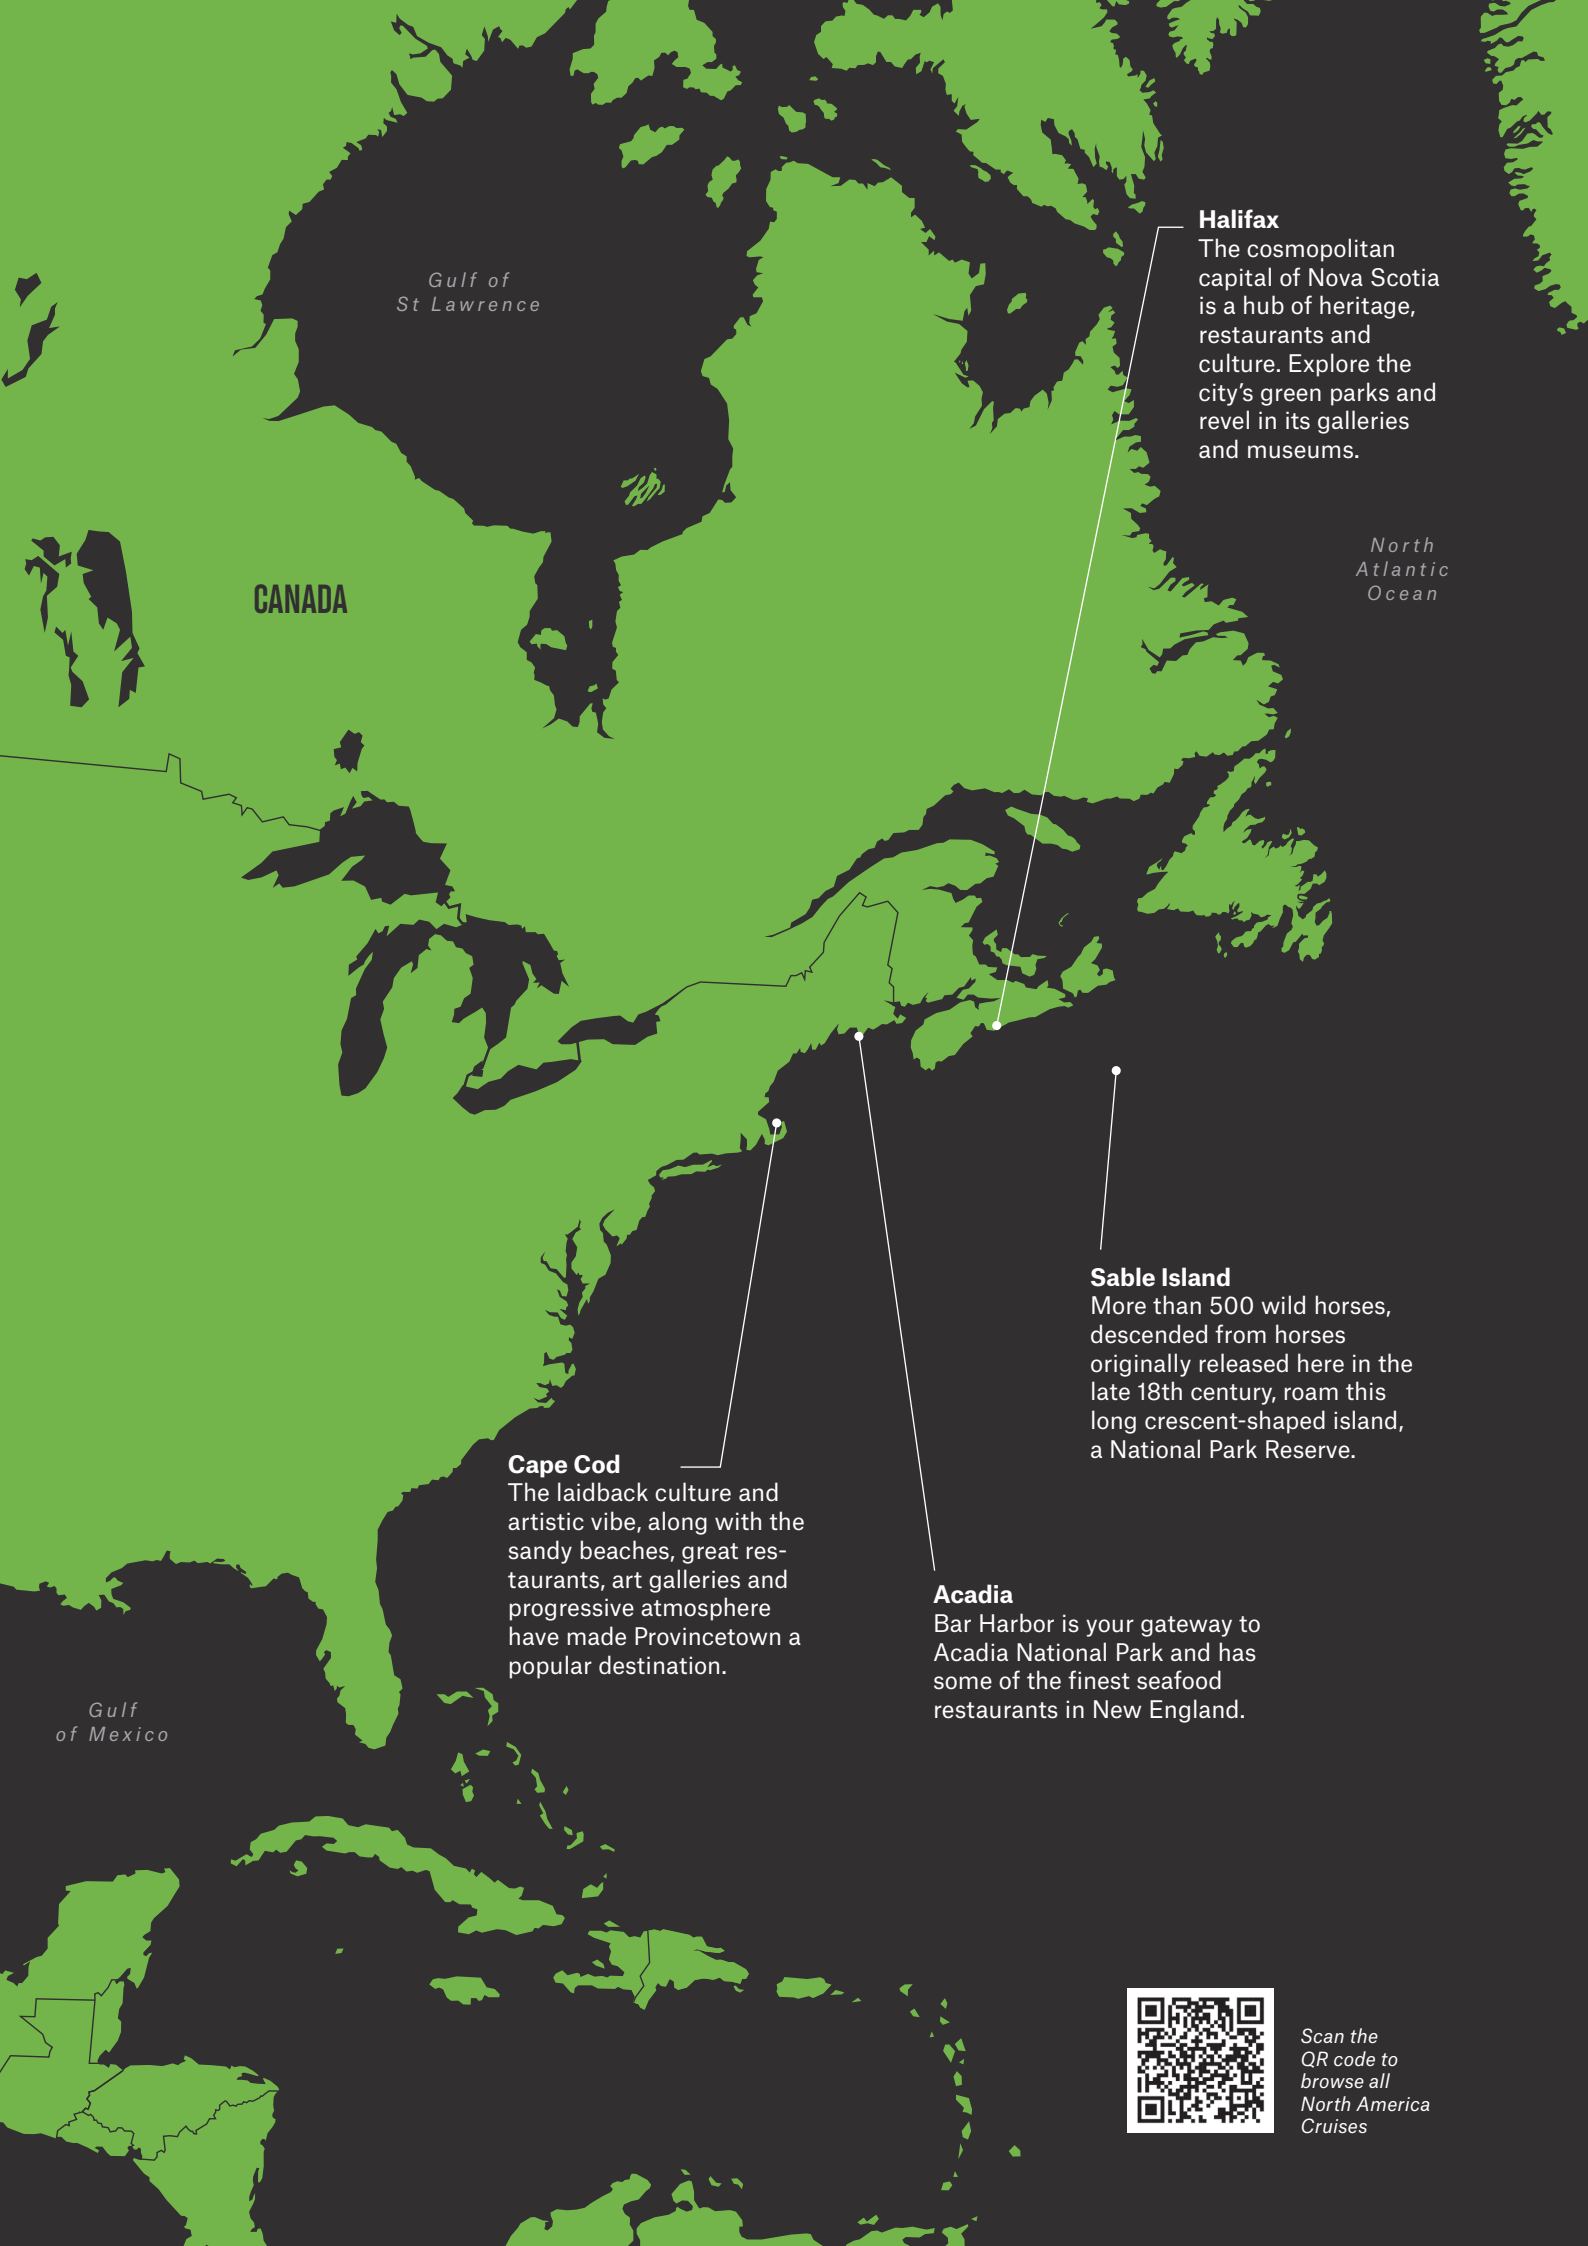 Halifax
The cosmopolitan
capital of Nova Scotia
is a hub of heritage,
restaurants and
culture. Explore the
city’s green parks and
revel in its galleries
and museums.
Gulf of
St Lawrence
North
Atlantic
Ocean
CANADA
Sable Island
More than 500 wild horses,
descended from horses
originally released here in the
late 18th century, roam this
long crescent-shaped island,
a National Park Reserve.
Cape Cod
The laidback culture and
artistic vibe, along with the
sandy beaches, great res-
taurants, art galleries and
progressive atmosphere
have made Provincetown a
popular destination.
Acadia
Bar Harbor is your gateway to
Acadia National Park and has
some of the finest seafood
restaurants in New England.
Gulf
of Mexico
Scan the
QR code to
browse all
North America
Cruises